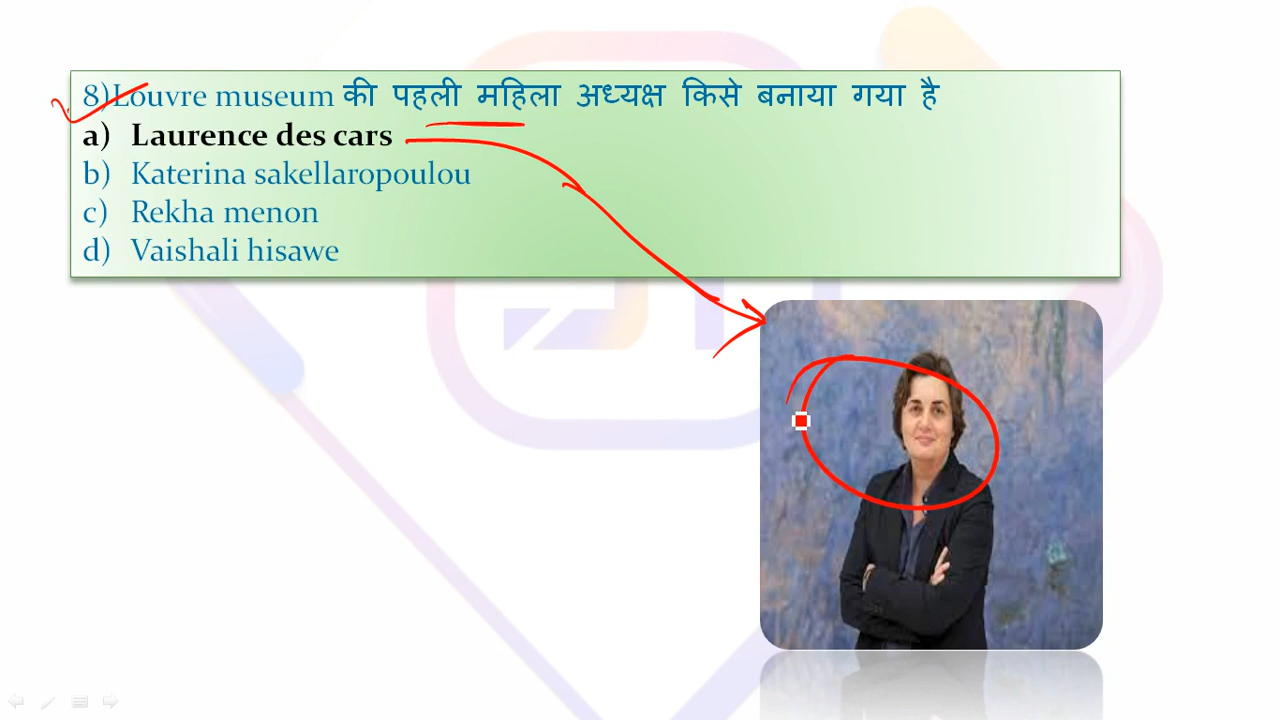 8)Louvre museum की पहली महिला अध्यक्ष किसे बनाया गया है
a) Laurence des cars
b) Katerina sakellaropoulou
c) Rekha menon
d) Vaishali hisawe